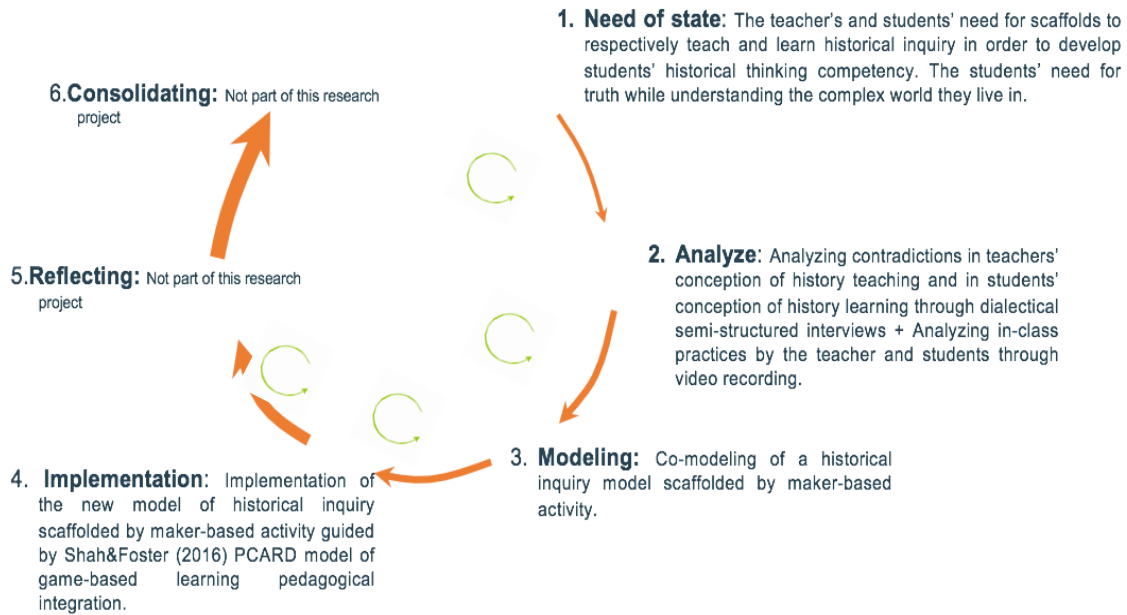 1. Need of state: The teacher's and students' need for scaffolds to
respectively teach and learn historical inquiry in order to develop
students' historical thinking competency. The students' need for
truth while understanding the complex world they live in.
2. Analyze: Analyzing contradictions in teachers'
conception of history teaching and in students'
conception of history learning through dialectical
semi-structured interviews + Analyzing in-class
practices by the teacher and students through
video recording.
3. Modeling: Co-modeling of a historical
inquiry model scaffolded by maker-based
activity.
4. Implementation: Implementation of
the new model of historical inquiry
scaffolded by maker-based activity guided
by Shah&Foster (2016) PCARD model of
game-based learning pedagogical
integration.
5.Reflecting: Not part of this research
project
6.Consolidating: Not part of this research
project